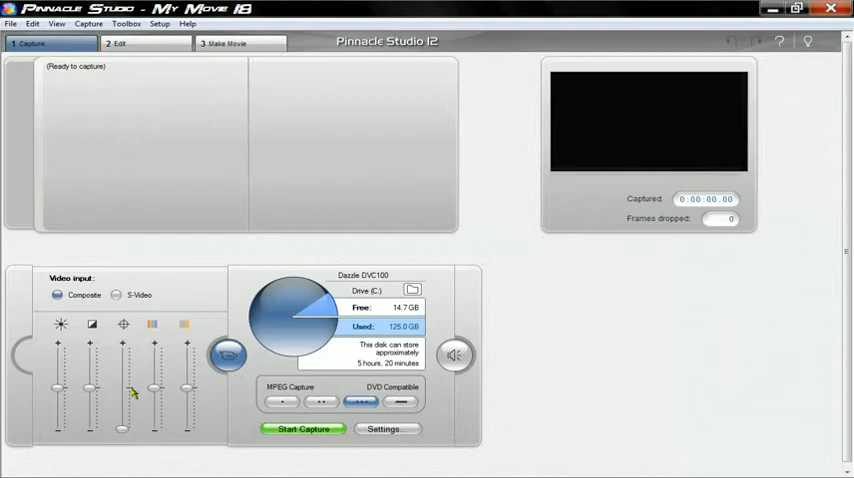 Pinnacle Studio - My Movie 18
File Edit View Capture Toolbox Setup Help
1 Capture 2 Edit 3 Make Movie Pinnacle Studio 12 ?
(Ready to capture)
Captured: 0:00:00.00
Frames dropped: 0
Video input:
Composite S-Video
Dazzle DVC100
Drive (C:)
Free: 14.7 GB
Used: 125.0 GB
This disk can store
approximately
5 hours, 20 minutes
MPEG Capture DVD Compatible
Start Capture Settings...